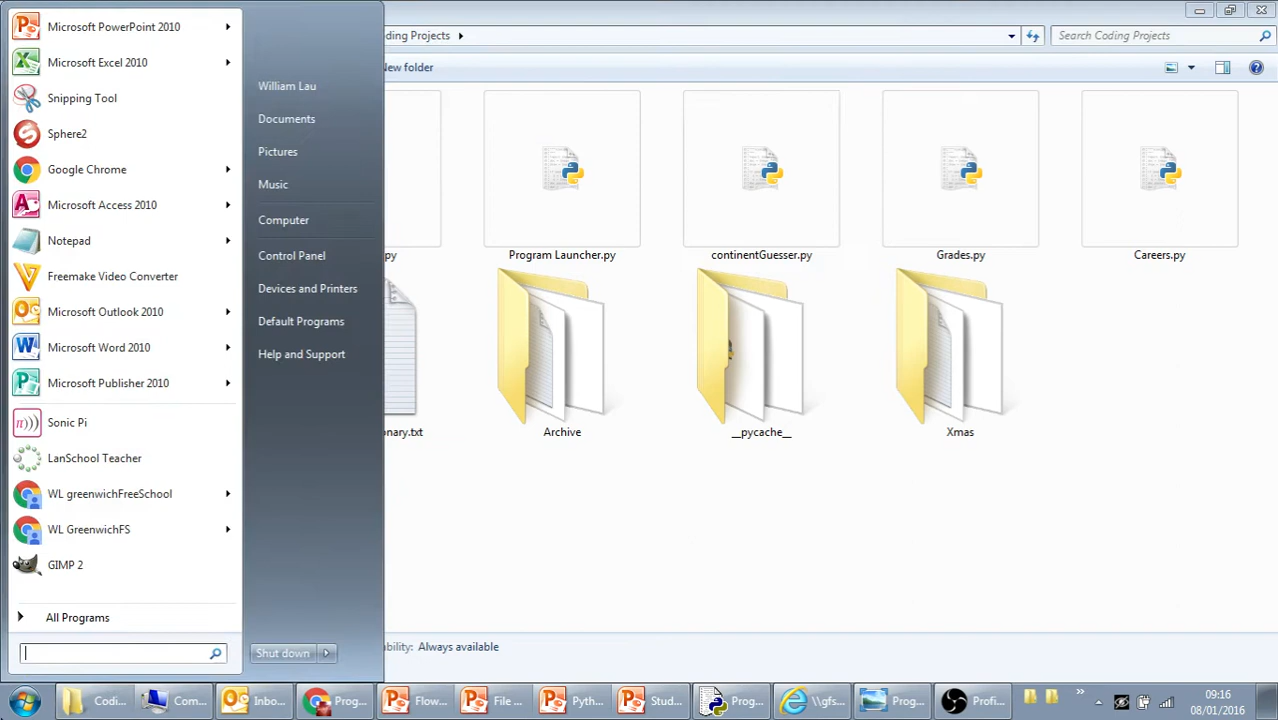 Microsoft PowerPoint 2010
Microsoft Excel 2010
Snipping Tool
Sphere2
Google Chrome
Microsoft Access 2010
Notepad
Freemake Video Converter
Microsoft Outlook 2010
Microsoft Word 2010
Microsoft Publisher 2010
Sonic Pi
LanSchool Teacher
WL greenwichFreeSchool
WL GreenwichFS
GIMP 2
All Programs
William Lau
Documents
Pictures
Music
Computer
Control Panel
Devices and Printers
Default Programs
Help and Support
Shut down
ding Projects
Search Coding Projects
New folder
py
Program Launcher.py
continentGuesser.py
Grades.py
Careers.py
onary.txt
Archive
__pycache__
Xmas
bility: Always available
Codi...
Com...
Inbo...
Prog...
Flow...
File ...
Pyth...
Stud...
Prog...
\\gfs...
Prog...
Profi...
09:16
08/01/2016